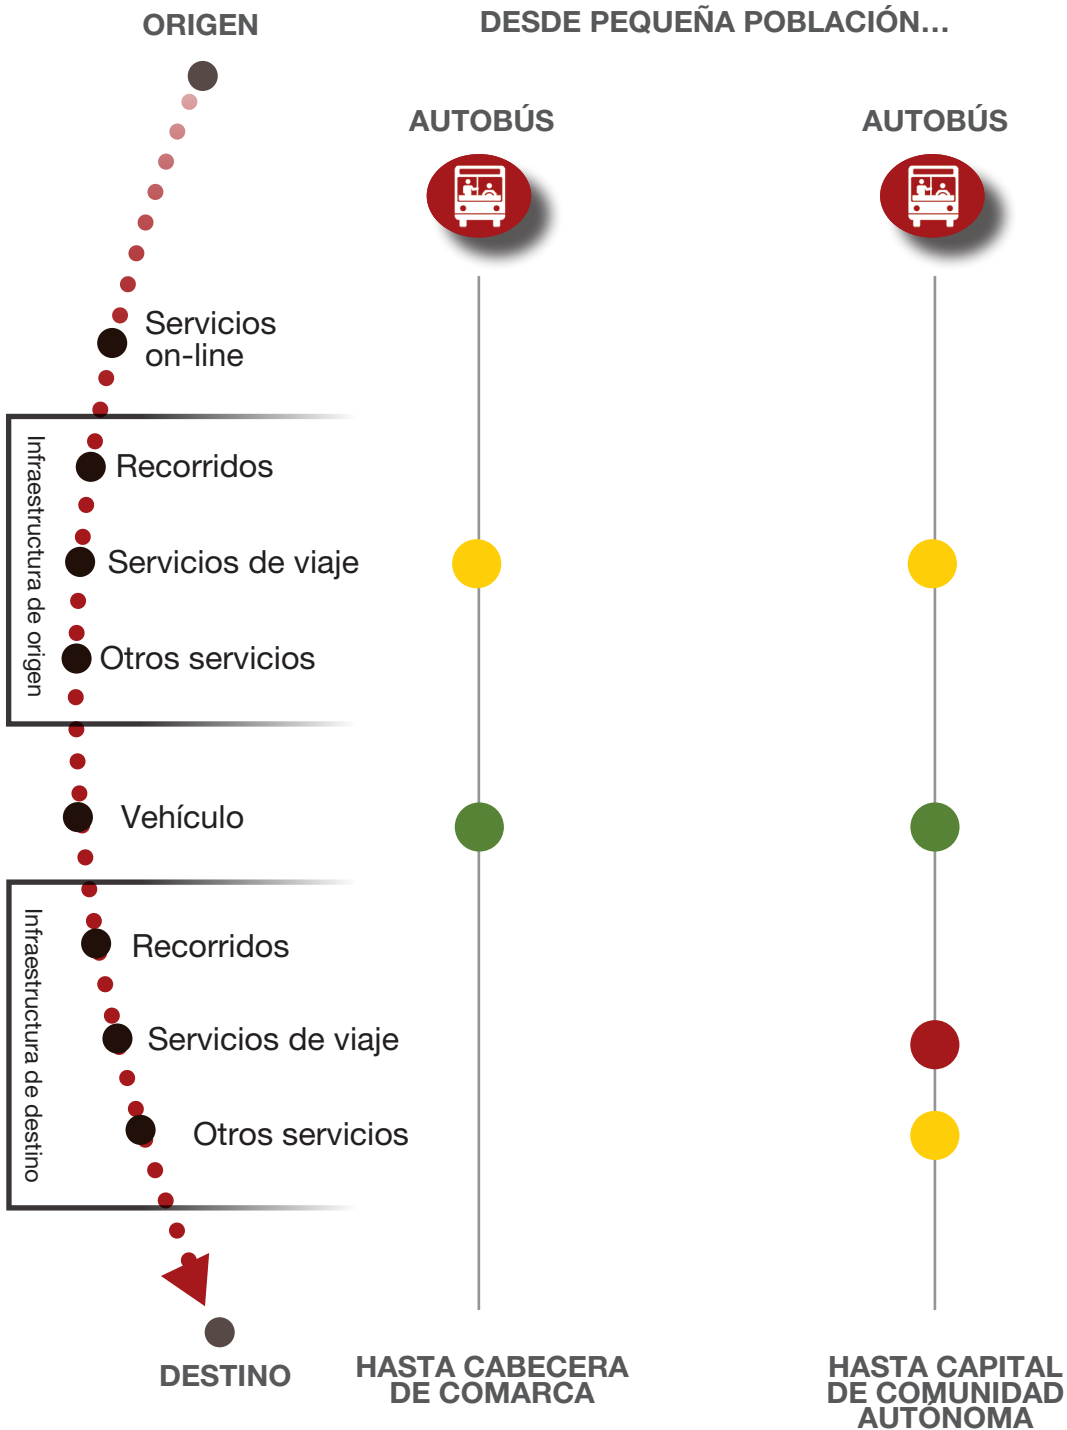 ORIGEN
DESDE PEQUEÑA POBLACIÓN...
AUTOBÚS
AUTOBÚS
Servicios
on-line
Infraestructura de origen
Recorridos
Servicios de viaje
Otros servicios
Vehículo
Infraestructura de destino
Recorridos
Servicios de viaje
Otros servicios
DESTINO
HASTA CABECERA
DE COMARCA
HASTA CAPITAL
DE COMUNIDAD
AUTÓNOMA